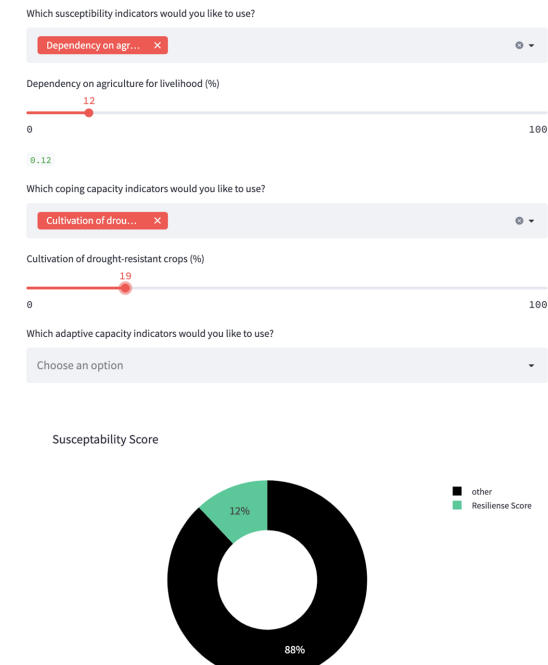 Which susceptibility indicators would you like to use?
Dependency on agr...
Dependency on agriculture for livelihood (%)
12
0 100
0.12
Which coping capacity indicators would you like to use?
Cultivation of drou...
Cultivation of drought-resistant crops (%)
19
0 100
Which adaptive capacity indicators would you like to use?
Choose an option
Susceptability Score
other
Resiliense Score
12%
88%